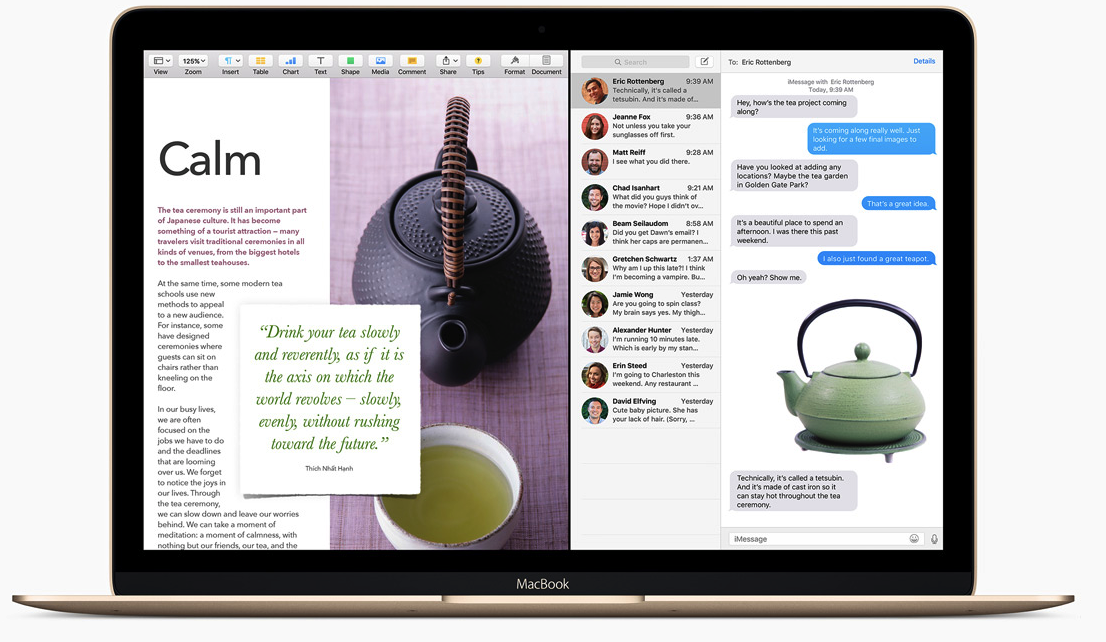 125%
View
Zoom
Insert
Table
Chart
Text
Shape
Media
Comment
Share
Tips
Format
Document
Calm
The tea ceremony is still an important part
of Japanese culture. It has become
something of a tourist attraction – many
travelers visit traditional ceremonies in all
kinds of venues, from the biggest hotels
to the smallest teahouses.
At the same time, some modern tea
schools use new
methods to appeal
to a new audience.
For instance, some
have designed
ceremonies where
guests can sit on
chairs rather than
kneeling on the
floor.
In our busy lives,
we are often
focused on the
jobs we have to do
and the deadlines
that are looming
over us. We forget
to notice the joys in
our lives. Through
the tea ceremony,
we can slow down and leave our worries
behind. We can take a moment of
meditation: a moment of calmness, with
nothing but our friends, our tea, and the
“Drink your tea slowly
and reverently, as if it is
the axis on which the
world revolves – slowly,
evenly, without rushing
toward the future.”
Thích Nhất Hạnh
Search
Eric Rottenberg 9:39 AM
Technically, it's called a
tetsubin. And it's made of...
Jeanne Fox 9:36 AM
Not unless you take your
sunglasses off first.
Matt Reiff 9:28 AM
I see what you did there.
Chad Isanhart 9:21 AM
What did you guys think of
the movie? Hope I didn't ov...
Beam Seilaudom 8:58 AM
Did you get Dawn's email? I
think her caps are permanen...
Gretchen Schwartz 1:37 AM
Why am I up this late?! I think
I'm becoming a vampire. Bu...
Jamie Wong Yesterday
Are you going to spin class?
My brain says yes. My thigh...
Alexander Hunter Yesterday
I'm running 10 minutes late.
Which is early by my stan...
Erin Steed Yesterday
I'm going to Charleston this
weekend. Any restaurant ...
David Elfving Yesterday
Cute baby picture. She has
your lack of hair. (Sorry, ...
To: Eric Rottenberg Details
iMessage with Eric Rottenberg
Today, 9:39 AM
Hey, how's the tea project coming
along?
It's coming along really well. Just
looking for a few final images to
add.
Have you looked at adding any
locations? Maybe the tea garden
in Golden Gate Park?
That's a great idea.
It's a beautiful place to spend an
afternoon. I was there this past
weekend.
I also just found a great teapot.
Oh yeah? Show me.
Technically, it's called a tetsubin.
And it's made of cast iron so it
can stay hot throughout the tea
ceremony.
iMessage
MacBook